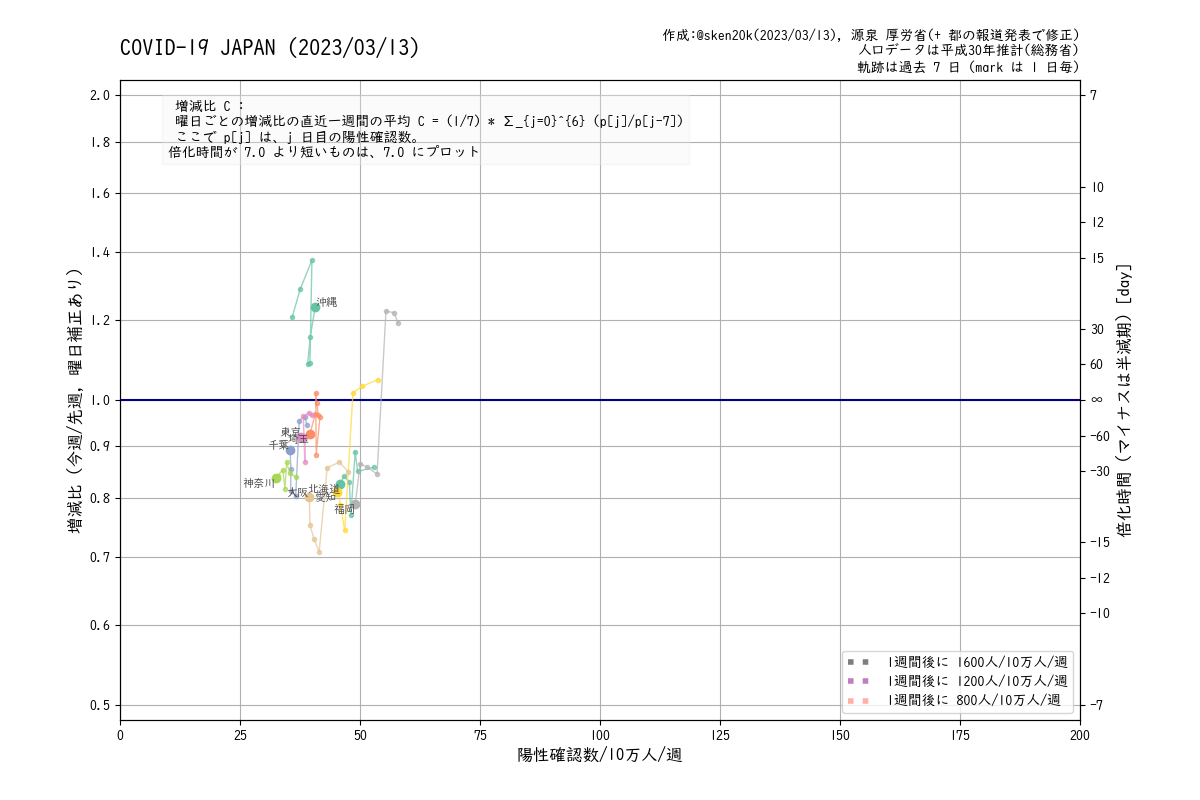 COVID-19 JAPAN (2023/03/13)
作成:@sken20k(2023/03/13), 源泉 厚労省(+ 都の報道発表で修正)
人口データは平成30年推計(総務省)
軌跡は過去 7 日 (mark は 1 日毎)
増減比 C :
曜日ごとの増減比の直近一週間の平均 C = (1/7) * Σ_{j=0}^{6} (p[j]/p[j-7])
ここで p[j] は、j 日目の陽性確認数。
倍化時間が 7.0 より短いものは、7.0 にプロット
増減比 (今週/先週, 曜日補正あり)
2.0
1.8
1.6
1.4
1.2
1.0
0.9
0.8
0.7
0.6
0.5
沖縄
東京
埼玉
千葉
神奈川
大阪
北海道
愛知
福岡
7
10
12
15
30
60
∞
-60
-30
-15
-12
-10
-7
倍化時間 (マイナスは半減期) [day]
1週間後に 1600人/10万人/週
1週間後に 1200人/10万人/週
1週間後に 800人/10万人/週
0 25 50 75 100 125 150 175 200
陽性確認数/10万人/週